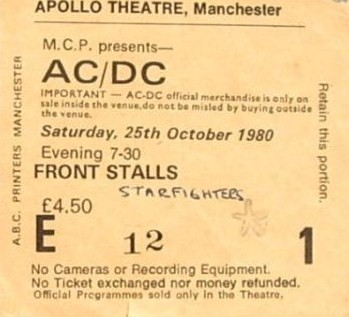 APOLLO THEATRE, Manchester
M.C.P. presents—
AC/DC
IMPORTANT — AC-DC official merchandise is only on
sale inside the venue, do not be misled by buying outside
the venue.
Saturday, 25th October 1980
Evening 7-30
FRONT STALLS
STARFIGHTERS
£4.50
E 12 1
No Cameras or Recording Equipment.
No Ticket exchanged nor money refunded.
Official Programmes sold only in the Theatre.
A.B.C. PRINTERS MANCHESTER
Retain this portion.